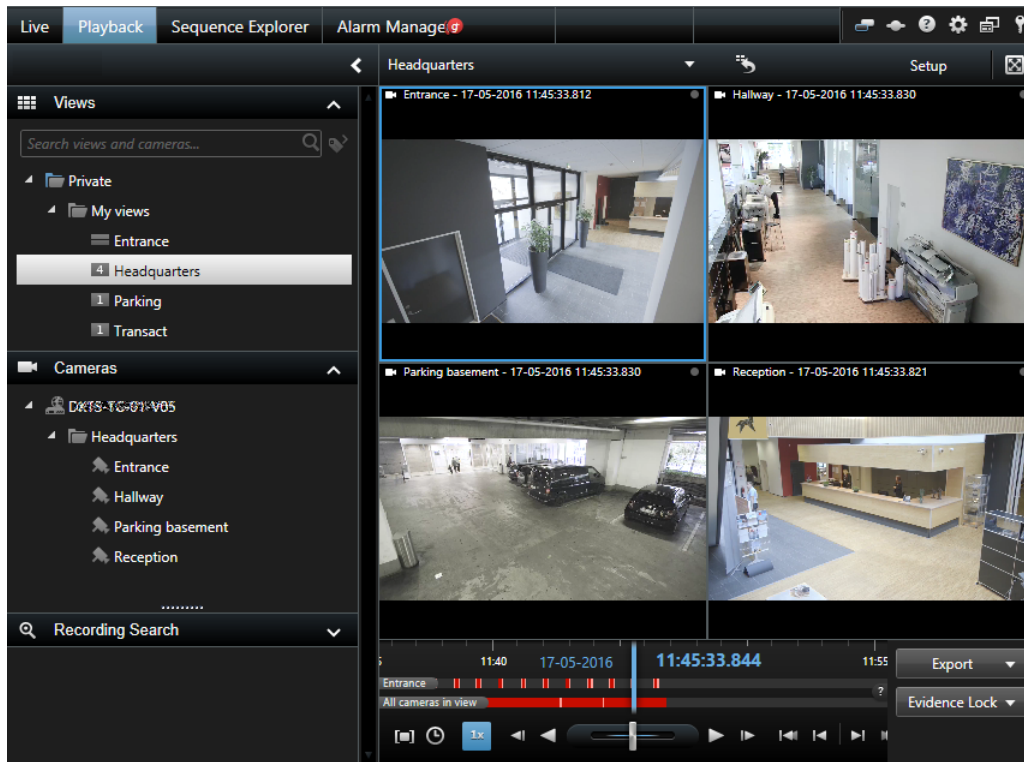 Live Playback Sequence Explorer Alarm Manage
Headquarters Setup
Views
Search views and cameras...
Private
My views
Entrance
4 Headquarters
1 Parking
1 Transact
Cameras
Headquarters
Entrance
Hallway
Parking basement
Reception
Recording Search
Entrance - 17-05-2016 11:45:33.812
Hallway - 17-05-2016 11:45:33.830
Parking basement - 17-05-2016 11:45:33.830
Reception - 17-05-2016 11:45:33.821
11:40 17-05-2016 11:45:33.844 11:55
Entrance
All cameras in view
?
1x
Export
Evidence Lock